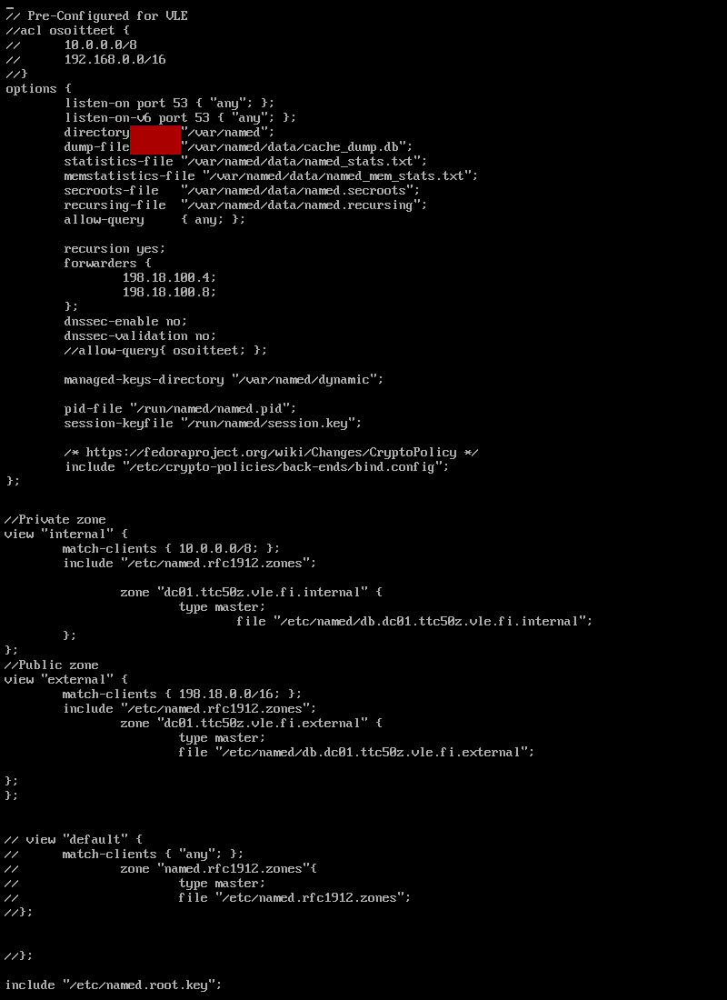 // Pre-Configured for VLE
//acl osoitteet {
//      10.0.0.0/8
//      192.168.0.0/16
//}
options {
        listen-on port 53 { "any"; };
        listen-on-v6 port 53 { "any"; };
        directory       "/var/named";
        dump-file       "/var/named/data/cache_dump.db";
        statistics-file "/var/named/data/named_stats.txt";
        memstatistics-file "/var/named/data/named_mem_stats.txt";
        secroots-file   "/var/named/data/named.secroots";
        recursing-file  "/var/named/data/named.recursing";
        allow-query     { any; };

        recursion yes;
        forwarders {
                198.18.100.4;
                198.18.100.8;
        };
        dnssec-enable no;
        dnssec-validation no;
        //allow-query{ osoitteet; };

        managed-keys-directory "/var/named/dynamic";

        pid-file "/run/named/named.pid";
        session-keyfile "/run/named/session.key";

        /* https://fedoraproject.org/wiki/Changes/CryptoPolicy */
        include "/etc/crypto-policies/back-ends/bind.config";
};

//Private zone
view "internal" {
        match-clients { 10.0.0.0/8; };
        include "/etc/named.rfc1912.zones";

                zone "dc01.ttc50z.vle.fi.internal" {
                        type master;
                                file "/etc/named/db.dc01.ttc50z.vle.fi.internal";
        };
};
//Public zone
view "external" {
        match-clients { 198.18.0.0/16; };
        include "/etc/named.rfc1912.zones";
                zone "dc01.ttc50z.vle.fi.external" {
                        type master;
                        file "/etc/named/db.dc01.ttc50z.vle.fi.external";

};
};

// view "default" {
//      match-clients { "any"; };
//              zone "named.rfc1912.zones"{
//                      type master;
//                      file "/etc/named.rfc1912.zones";
//};

//};

include "/etc/named.root.key";